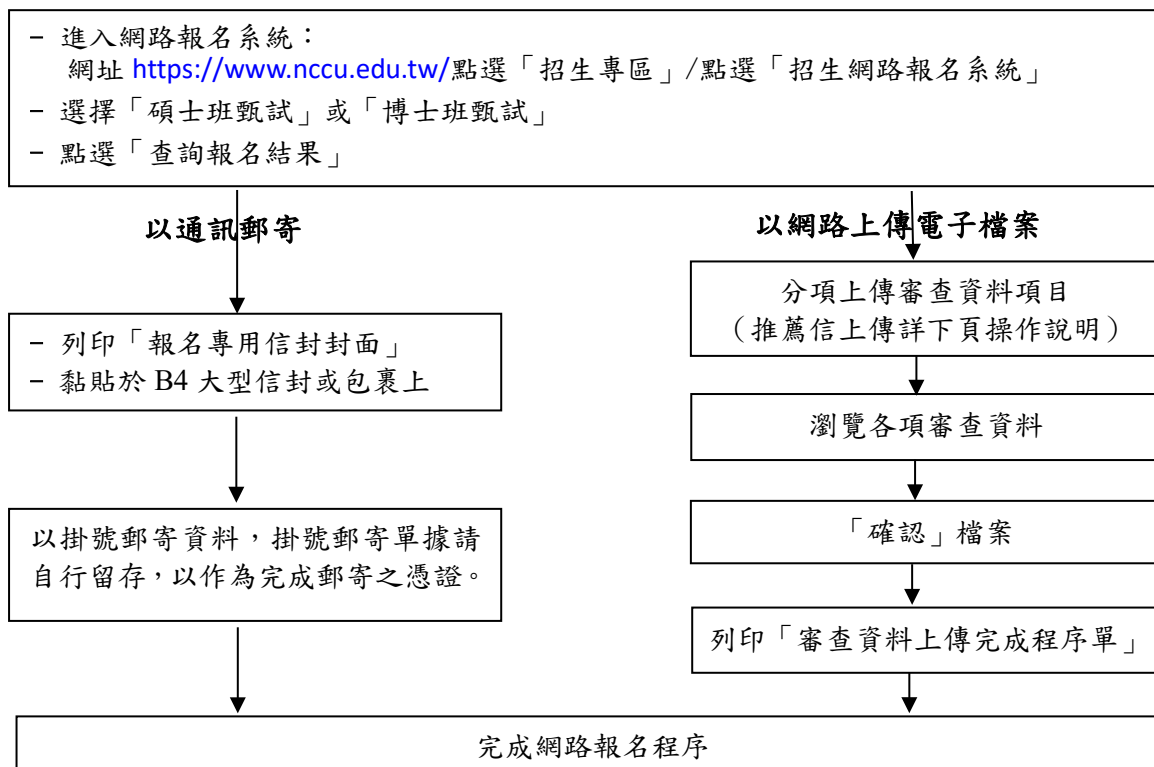 - 進入網路報名系統：
網址 https://www.nccu.edu.tw/點選「招生專區」/點選「招生網路報名系統」
- 選擇「碩士班甄試」或「博士班甄試」
- 點選「查詢報名結果」
以通訊郵寄
- 列印「報名專用信封封面」
- 黏貼於 B4 大型信封或包裹上
以掛號郵寄資料，掛號郵寄單據請
自行留存，以作為完成郵寄之憑證。
以網路上傳電子檔案
分項上傳審查資料項目
（推薦信上傳詳下頁操作說明）
瀏覽各項審查資料
「確認」檔案
列印「審查資料上傳完成程序單」
完成網路報名程序